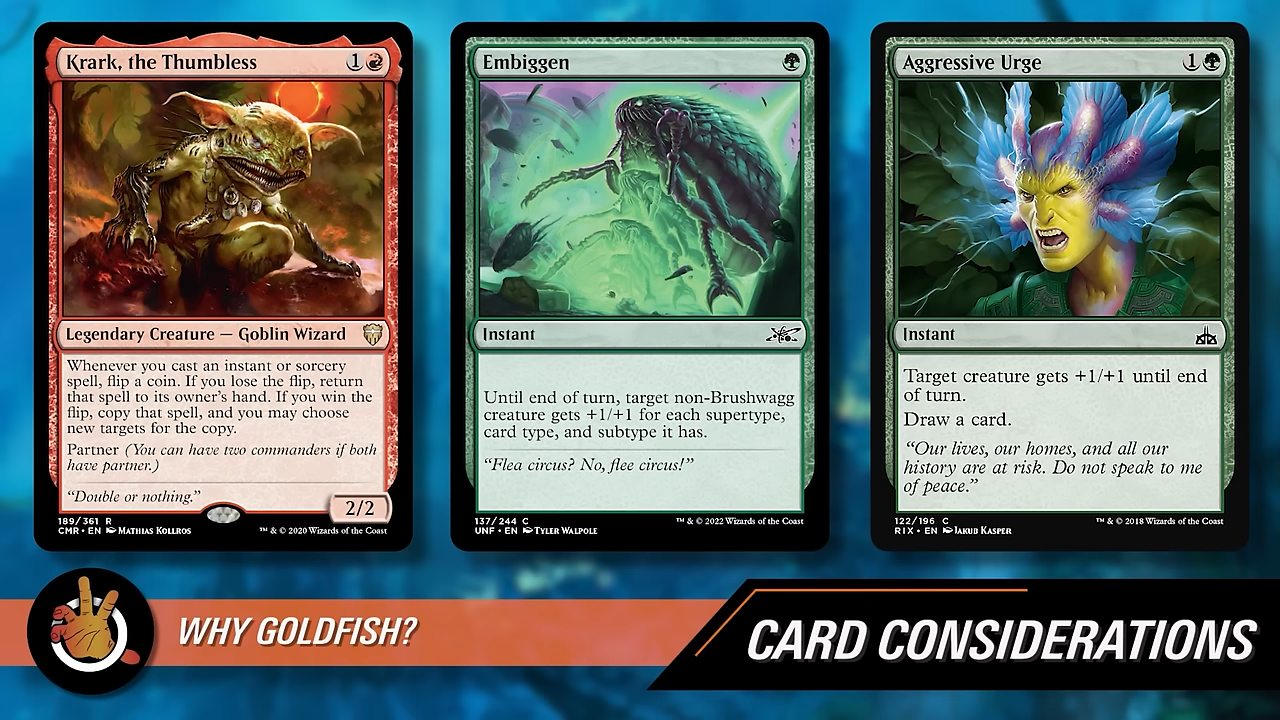 Krark, the Thumbless 1
Legendary Creature — Goblin Wizard
Whenever you cast an instant or sorcery
spell, flip a coin. If you lose the flip, return
that spell to its owner's hand. If you win the
flip, copy that spell, and you may choose
new targets for the copy.
Partner (You can have two commanders if both
have partner.)
“Double or nothing.”
2/2
189/361 R
CMR • EN Mathias Kollros ™ & © 2020 Wizards of the Coast
Embiggen
Instant
Until end of turn, target non-Brushwagg
creature gets +1/+1 for each supertype,
card type, and subtype it has.
“Flea circus? No, flee circus!”
137/244 C
UNF • EN Tyler Walpole ™ & © 2022 Wizards of the Coast
Aggressive Urge 1
Instant
Target creature gets +1/+1 until end
of turn.
Draw a card.
“Our lives, our homes, and all our
history are at risk. Do not speak to me
of peace.”
122/196 C
RIX • EN Jakub Kasper ™ & © 2018 Wizards of the Coast
WHY GOLDFISH?
CARD CONSIDERATIONS